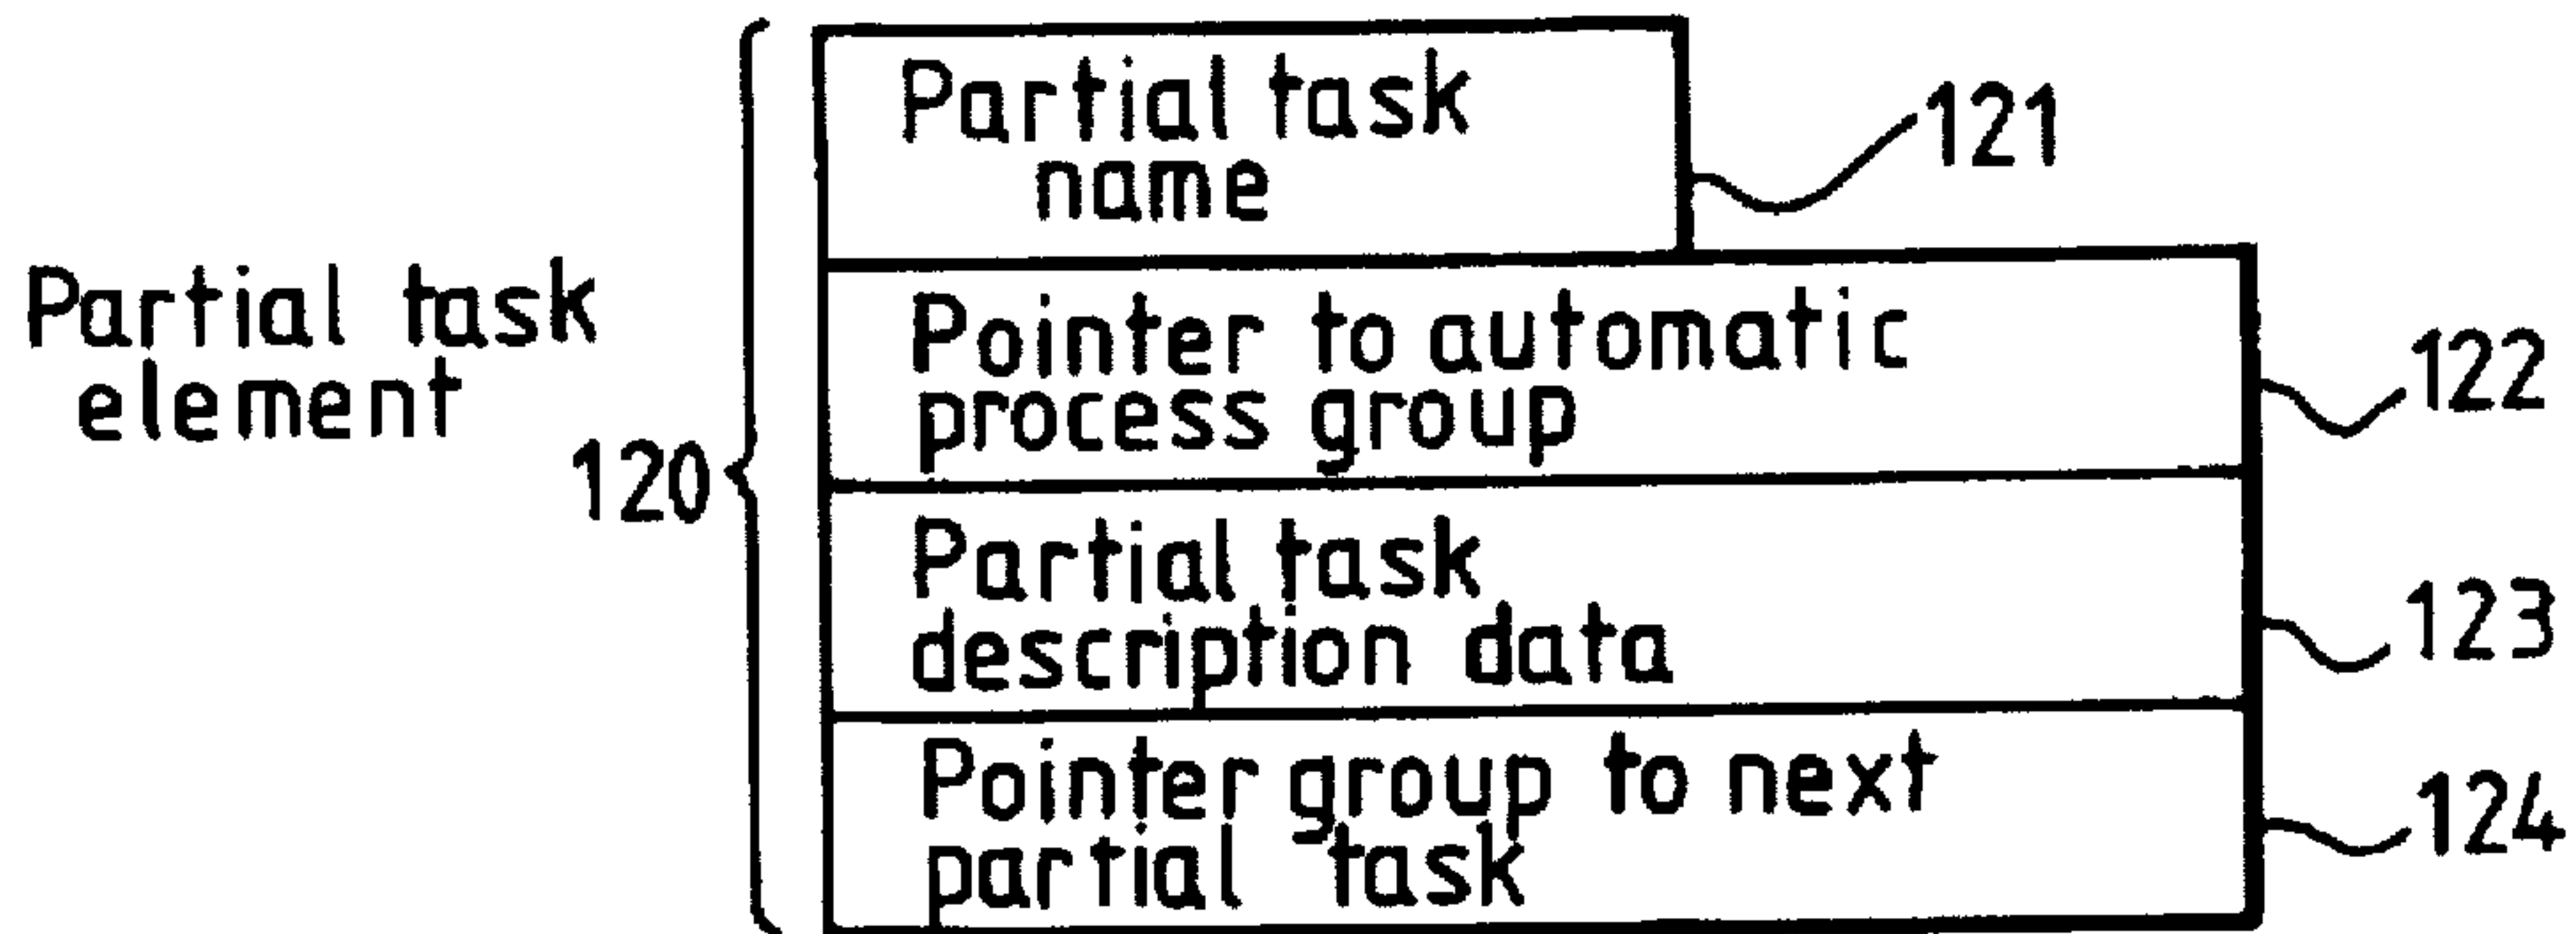 Partial task
name
121
Partial task
element
120
Pointer to automatic
process group
122
Partial task
description data
123
Pointer group to next
partial task
124